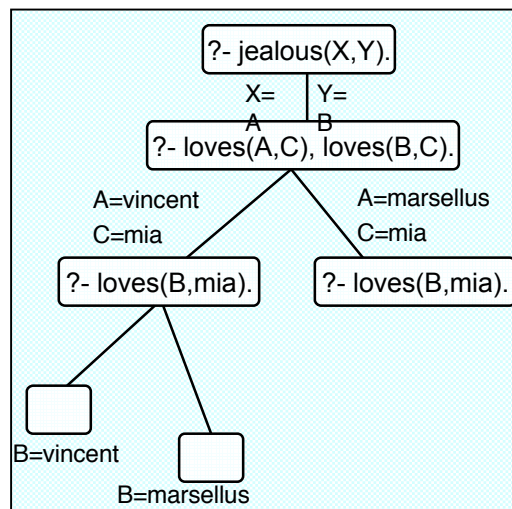 ?- jealous(X,Y).
X=
A
Y=
B
?- loves(A,C), loves(B,C).
A=vincent
C=mia
A=marsellus
C=mia
?- loves(B,mia).
?- loves(B,mia).
B=vincent
B=marsellus